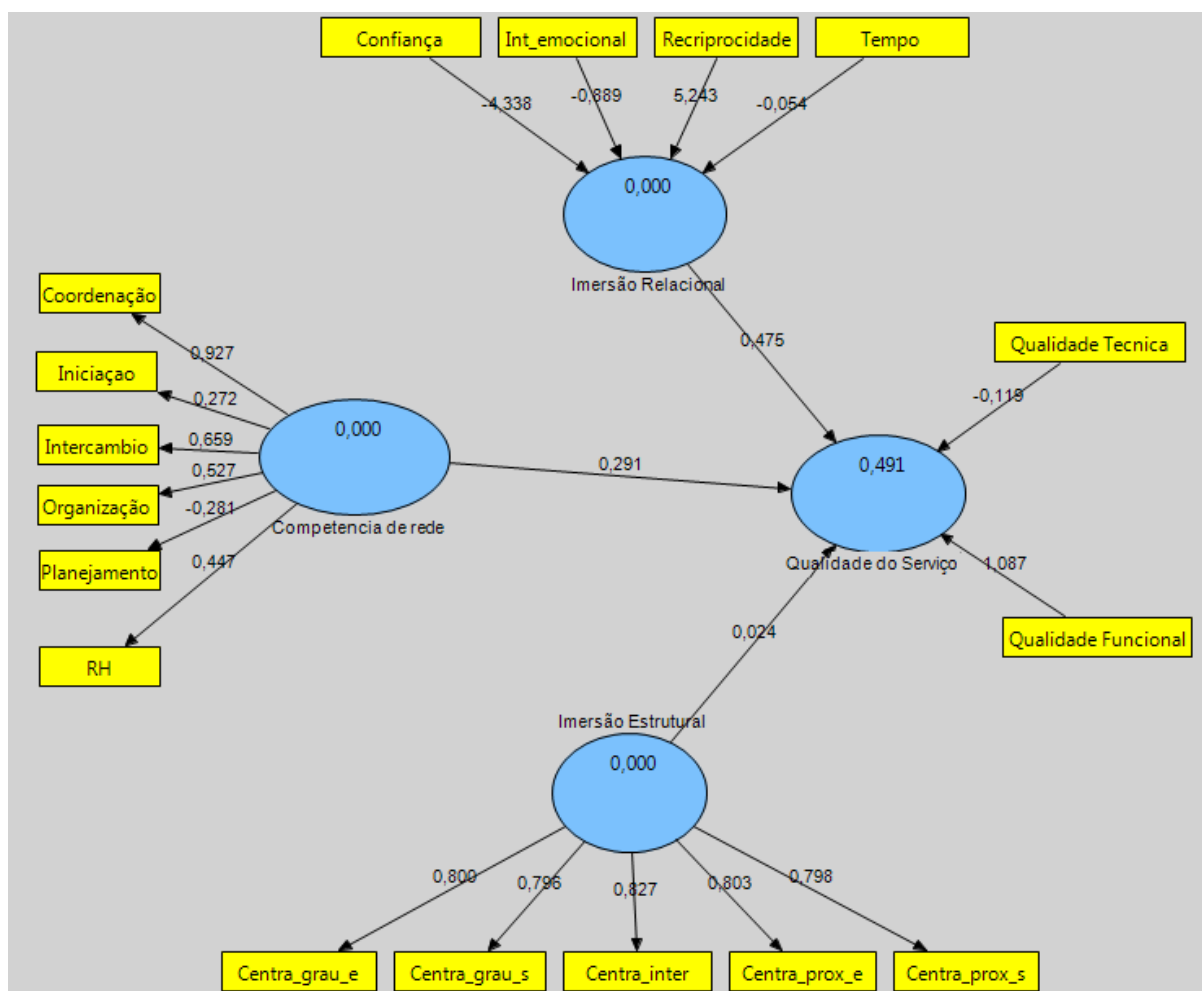 Confiança
Int_emocional
Recriprocidade
Tempo
-4,338
-0,889
5,243
-0,054
0,000
Imersão Relacional
0,475
Coordenação
0,927
Iniciaçao
0,272
Intercambio
0,659
Organização
0,527
Planejamento
-0,281
RH
0,447
0,000
Competencia de rede
0,291
Qualidade Tecnica
-0,119
0,491
Qualidade do Serviço
1,087
Qualidade Funcional
0,024
Imersão Estrutural
0,000
0,800
0,796
0,827
0,803
0,798
Centra_grau_e
Centra_grau_s
Centra_inter
Centra_prox_e
Centra_prox_s